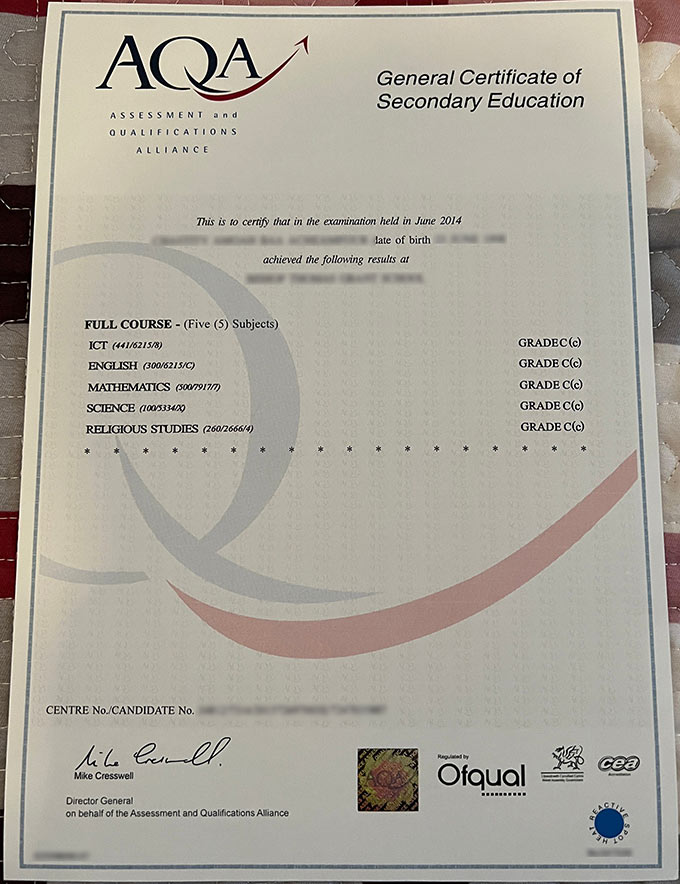 AQA
General Certificate of
Secondary Education
ASSESSMENT and
QUALIFICATIONS
ALLIANCE
This is to certify that in the examination held in June 2014
date of birth
achieved the following results at
FULL COURSE - (Five (5) Subjects)
ICT (441/6215/8) GRADE C (c)
ENGLISH (300/6215/C) GRADE C(c)
MATHEMATICS (500/7917/7) GRADE C(c)
SCIENCE (100/5334/X) GRADE C(c)
RELIGIOUS STUDIES (260/2666/4) GRADE C(c)
* * * * * * * * * * * * * * * * * *
CENTRE No./CANDIDATE No.
Mike Cresswell.
Mike Cresswell
Director General
on behalf of the Assessment and Qualifications Alliance
AQA
Regulated by
Ofqual
cea
Accreditation
HEAT REACTIVE SPOT